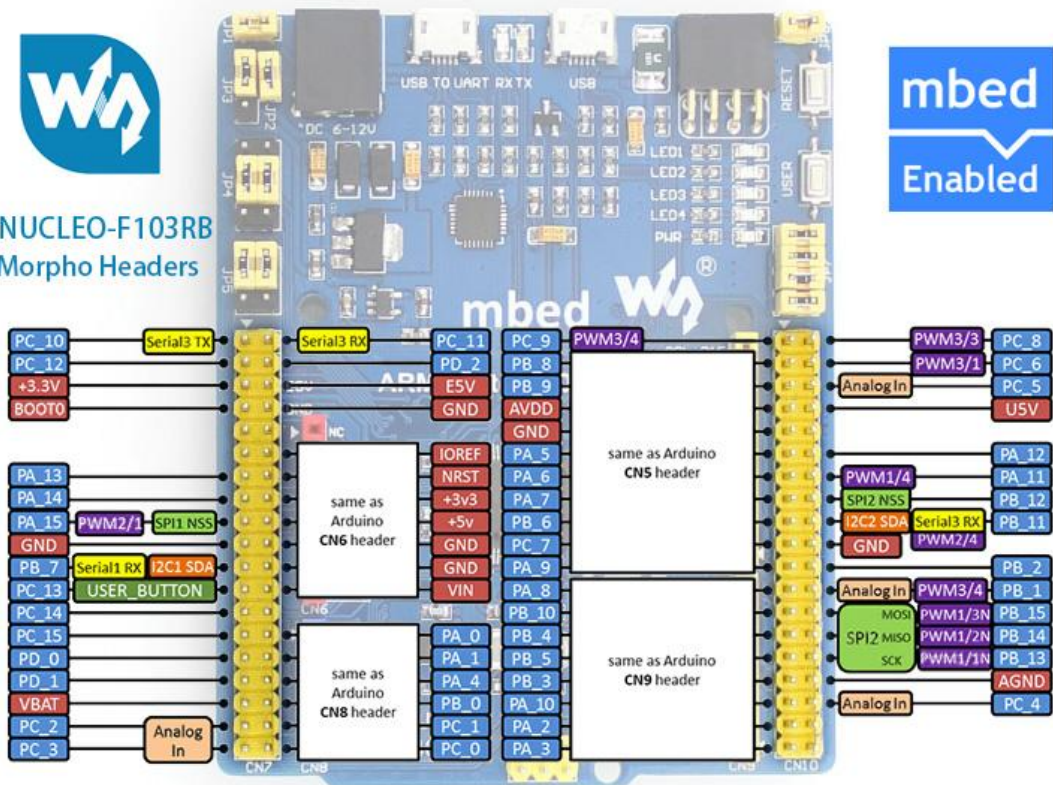 JP1
JP3
JP2
JP4
JP5
USB TO UART RX TX
USB
DC 6-12V
LED1
LED2
LED3
LED4
PWR
RESET
USER
mbed
Enabled
NUCLEO-F103RB
Morpho Headers
mbed
®
PC_10 Serial3 TX Serial3 RX PC_11 PC_9 PWM3/4 PWM3/3 PC_8
PC_12 PD_2 PB_8 PWM3/1 PC_6
+3.3V E5V PB_9 Analog In PC_5
BOOT0 GND AVDD U5V
NC GND
IOREF PA_5 PA_12
PA_13 NRST PA_6 PWM1/4 PA_11
PA_14 +3v3 PA_7 SPI2 NSS PB_12
PA_15 PWM2/1 SPI1 NSS +5v PB_6 I2C2 SDA Serial3 RX PB_11
GND GND PC_7 GND PWM2/4
PB_7 Serial1 RX I2C1 SDA GND PA_9 PB_2
PC_13 USER_BUTTON VIN PA_8 Analog In PWM3/4 PB_1
PC_14 CN6 PB_10 MOSI PWM1/3N PB_15
PC_15 PA_0 PB_4 SPI2 MISO PWM1/2N PB_14
PD_0 PA_1 PB_5 SCK PWM1/1N PB_13
PD_1 PA_4 PB_3 AGND
VBAT PB_0 PA_10 Analog In PC_4
PC_2 Analog PC_1 PA_2
PC_3 In PC_0 PA_3
same as
Arduino
CN6 header
same as
Arduino
CN8 header
same as Arduino
CN5 header
same as Arduino
CN9 header
CN7
CN8
CN9
CN10